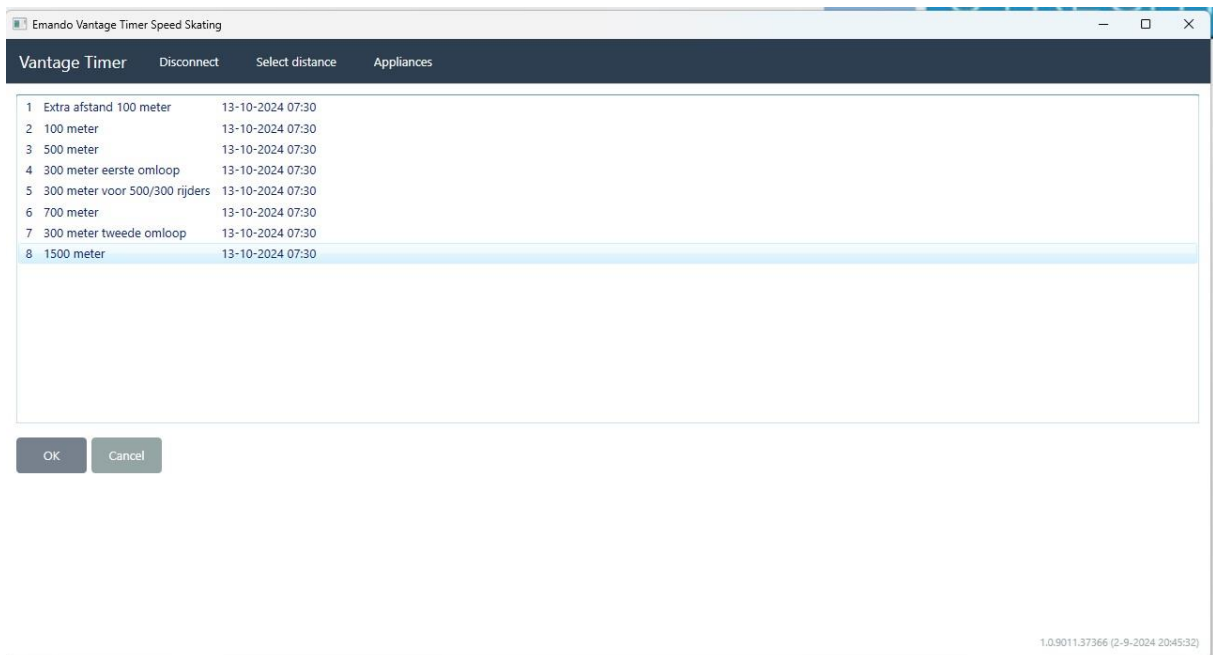 Emando Vantage Timer Speed Skating
Vantage Timer Disconnect Select distance Appliances
1 Extra afstand 100 meter 13-10-2024 07:30
2 100 meter 13-10-2024 07:30
3 500 meter 13-10-2024 07:30
4 300 meter eerste omloop 13-10-2024 07:30
5 300 meter voor 500/300 rijders 13-10-2024 07:30
6 700 meter 13-10-2024 07:30
7 300 meter tweede omloop 13-10-2024 07:30
8 1500 meter 13-10-2024 07:30
OK Cancel
1.0.9011.37366 (2-9-2024 20:45:32)